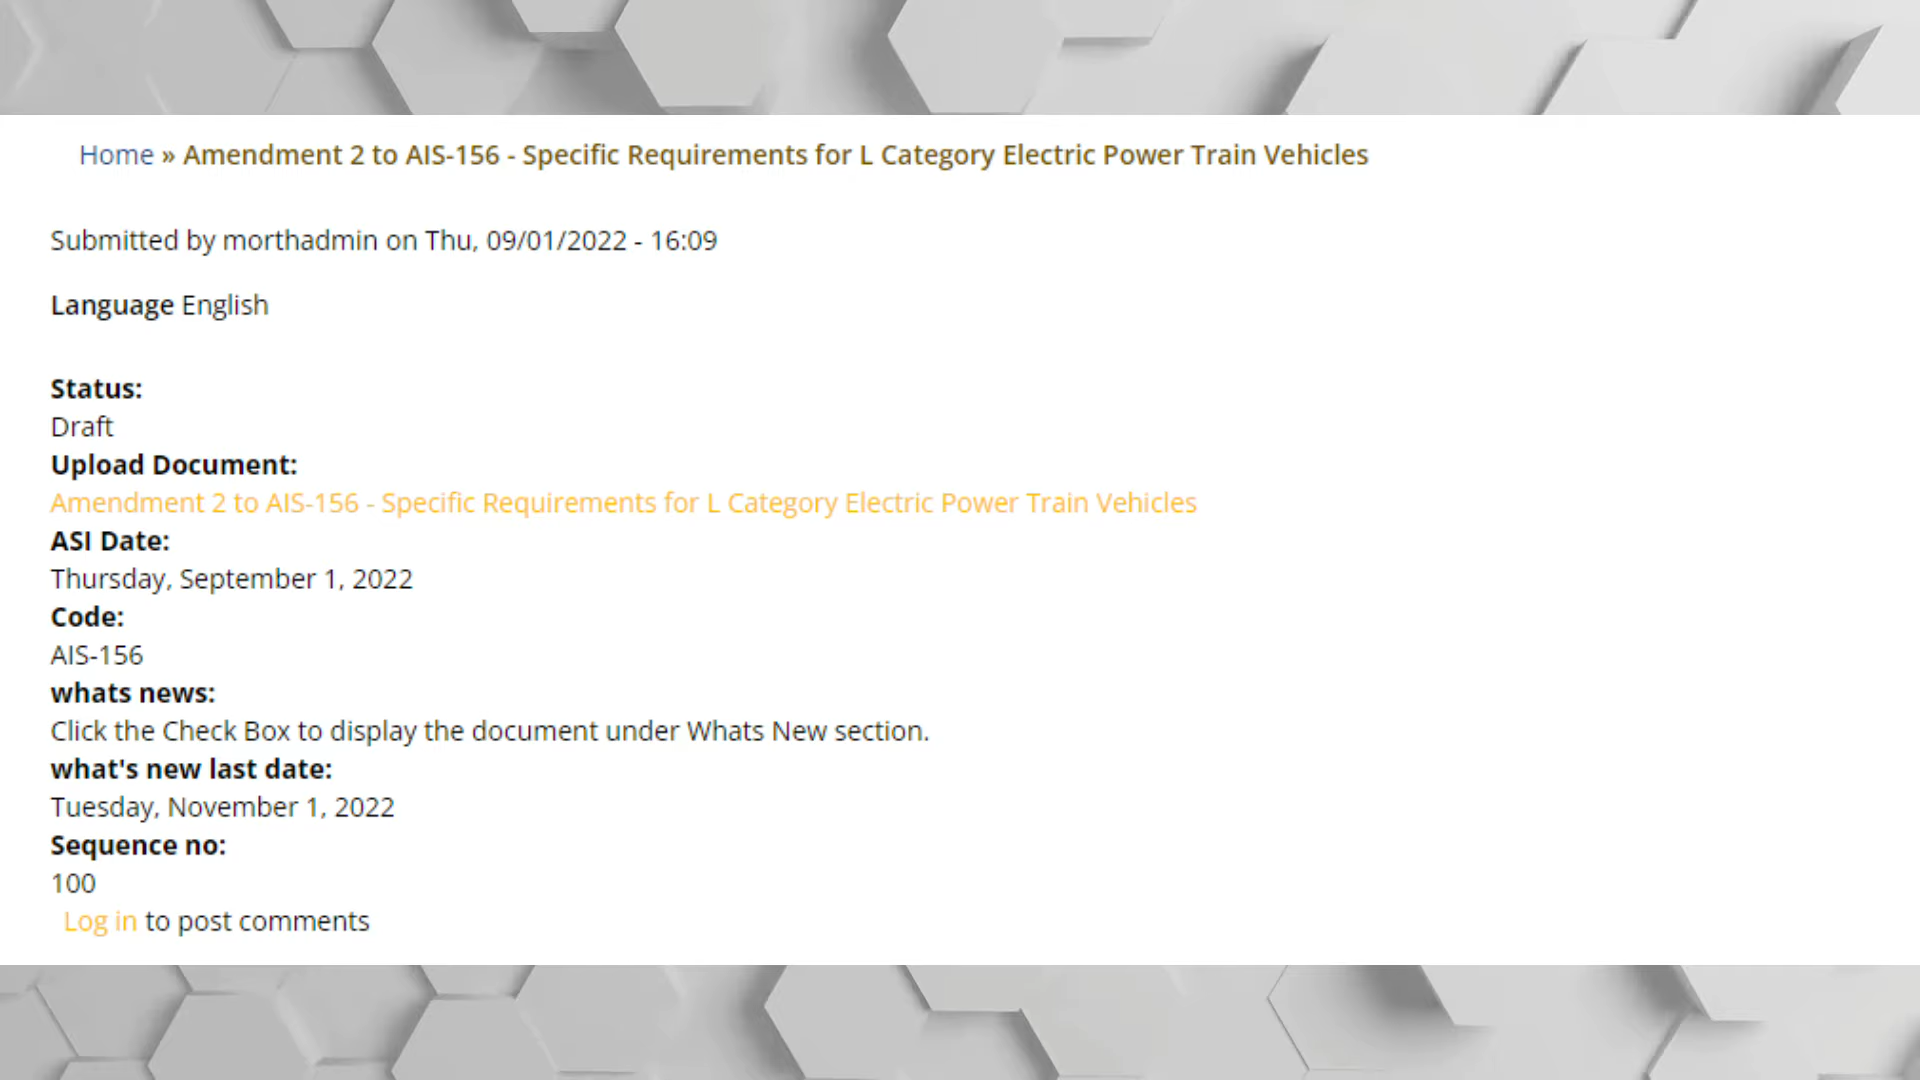 Home » Amendment 2 to AIS-156 - Specific Requirements for L Category Electric Power Train Vehicles
Submitted by morthadmin on Thu, 09/01/2022 - 16:09
Language English
Status:
Draft
Upload Document:
Amendment 2 to AIS-156 - Specific Requirements for L Category Electric Power Train Vehicles
ASI Date:
Thursday, September 1, 2022
Code:
AIS-156
whats news:
Click the Check Box to display the document under Whats New section.
what's new last date:
Tuesday, November 1, 2022
Sequence no:
100
Log in to post comments